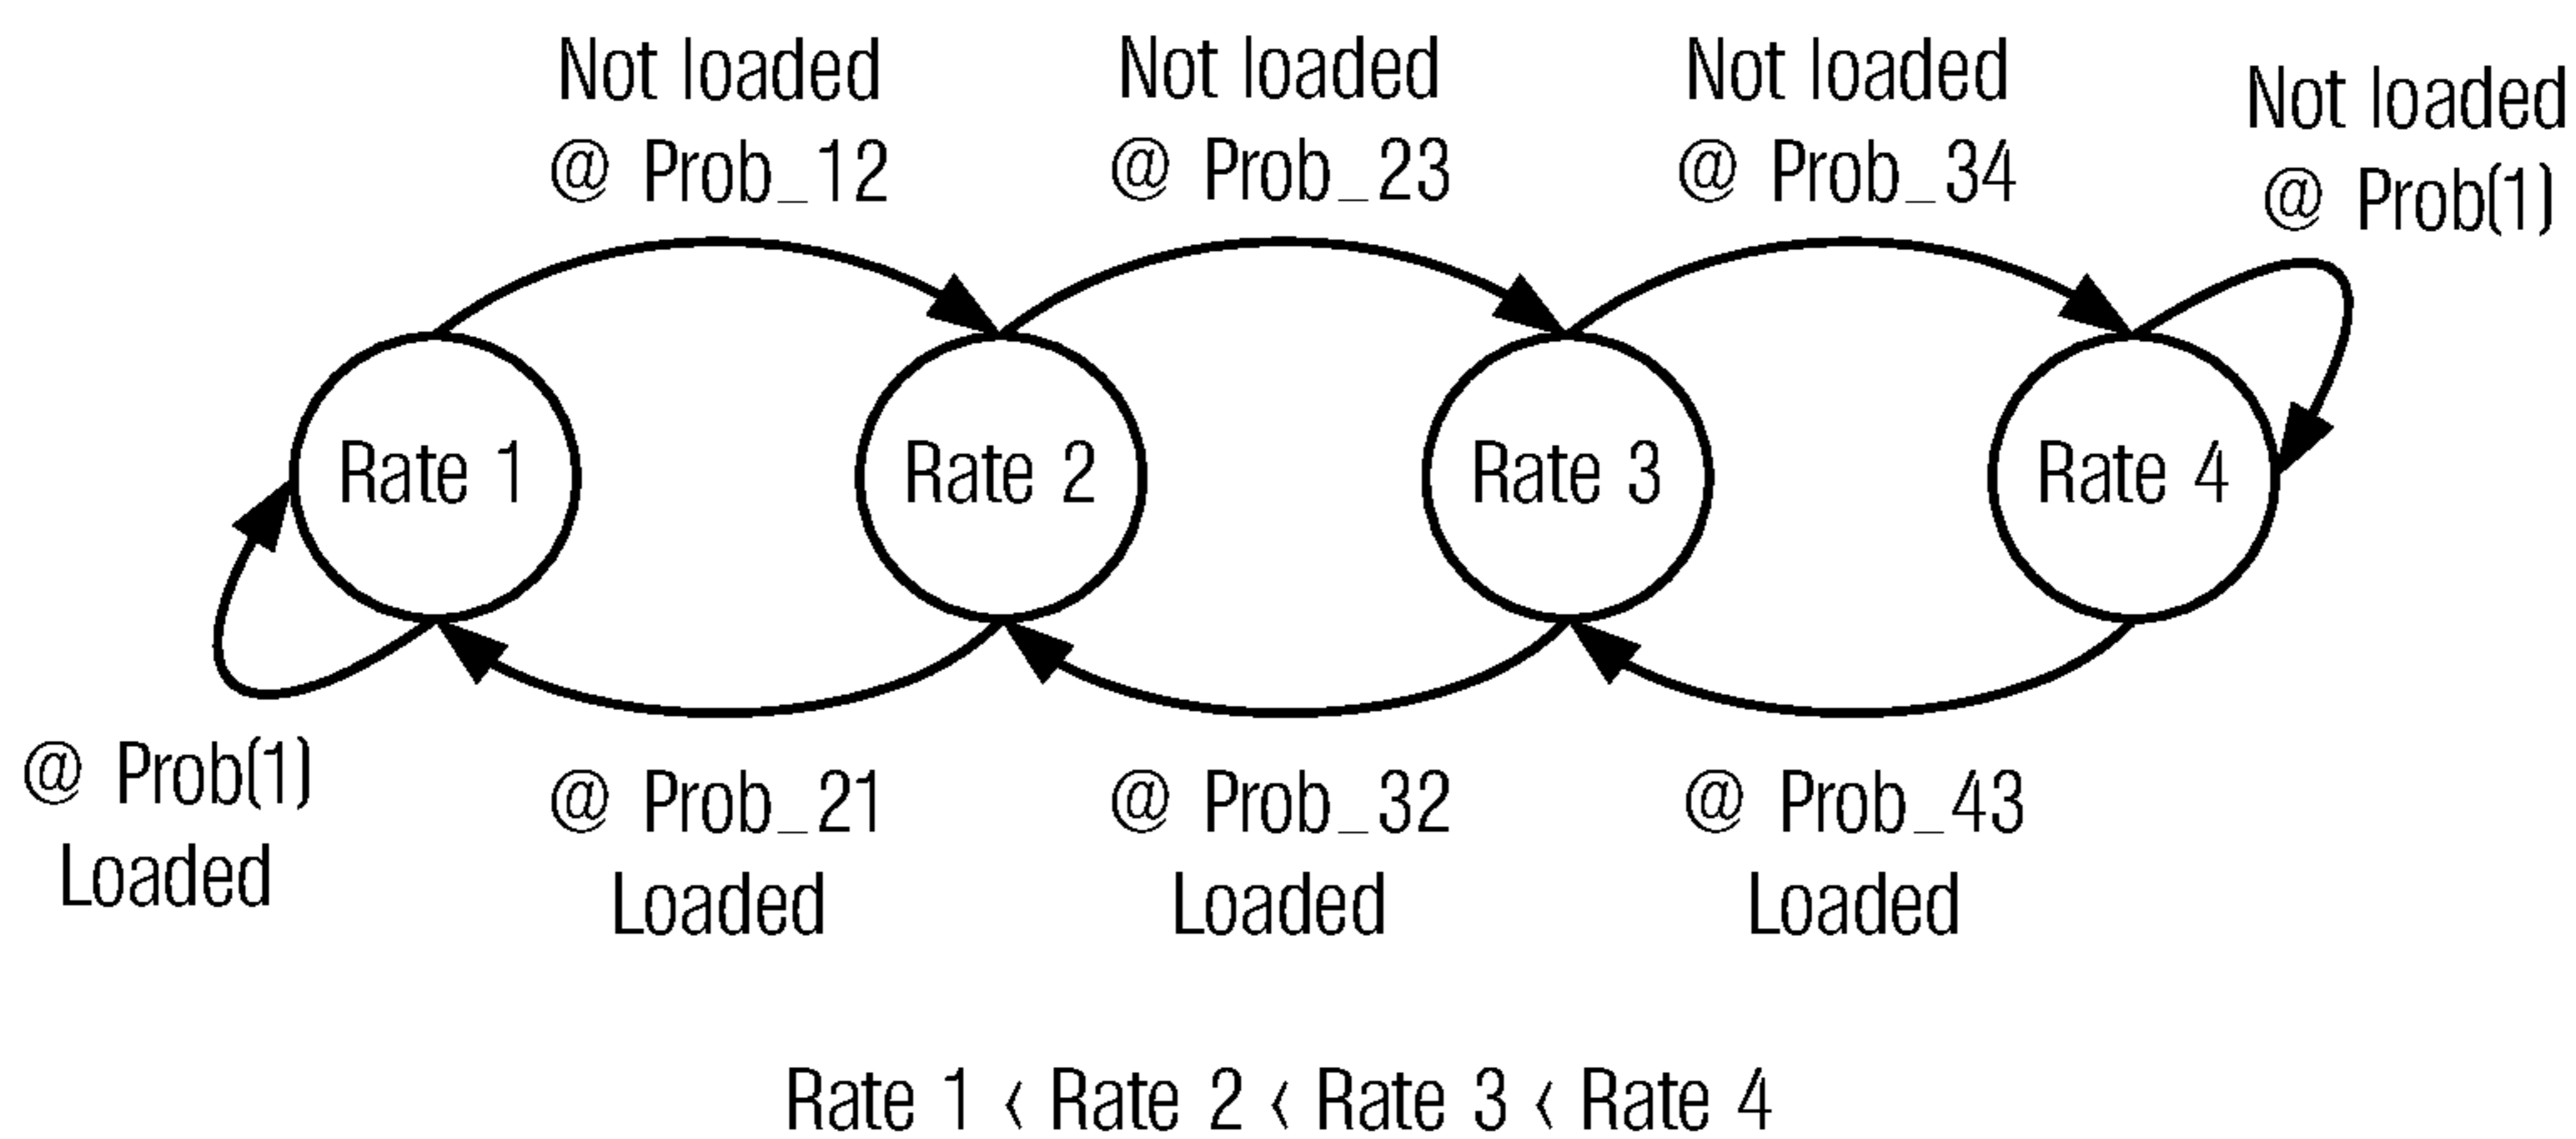 Not loaded
@ Prob_12
Not loaded
@ Prob_23
Not loaded
@ Prob_34
Not loaded
@ Prob(1)
Rate 1
Rate 2
Rate 3
Rate 4
@ Prob(1)
Loaded
@ Prob_21
Loaded
@ Prob_32
Loaded
@ Prob_43
Loaded
Rate 1 ‹ Rate 2 ‹ Rate 3 ‹ Rate 4